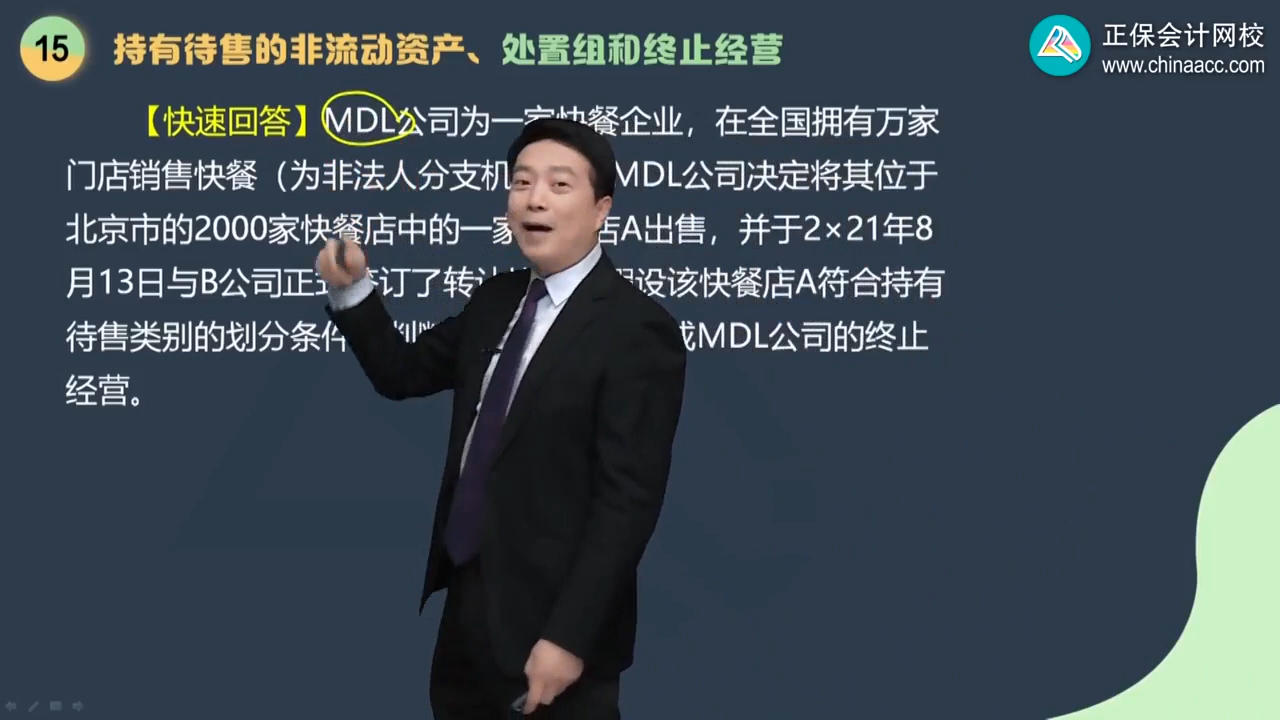 15
持有待售的非流动资产、处置组和终止经营
正保会计网校
www.chinaacc.com
【快速回答】MDL公司为一家快餐企业，在全国拥有万家
门店销售快餐（为非法人分支机 MDL公司决定将其位于
北京市的2000家快餐店中的一家 店A出售，并于2×21年8
月13日与B公司正式签订了转让 设该快餐店A符合持有
待售类别的划分条件 MDL公司的终止
经营。